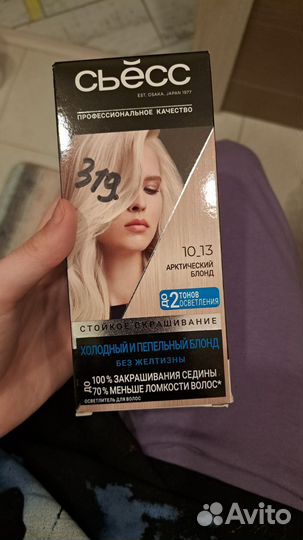 СЬЁСС
EST. OSAKA, JAPAN 1977
ПРОФЕССИОНАЛЬНОЕ КАЧЕСТВО
319.
10_13
АРКТИЧЕСКИЙ
БЛОНД
ДО 2 ТОНОВ
ОСВЕТЛЕНИЯ
СТОЙКОЕ ОКРАШИВАНИЕ
ХОЛОДНЫЙ И ПЕПЕЛЬНЫЙ БЛОНД
БЕЗ ЖЕЛТИЗНЫ
ДО 100% ЗАКРАШИВАНИЯ СЕДИНЫ
70% МЕНЬШЕ ЛОМКОСТИ ВОЛОС*
ОСВЕТЛИТЕЛЬ ДЛЯ ВОЛОС
Avito